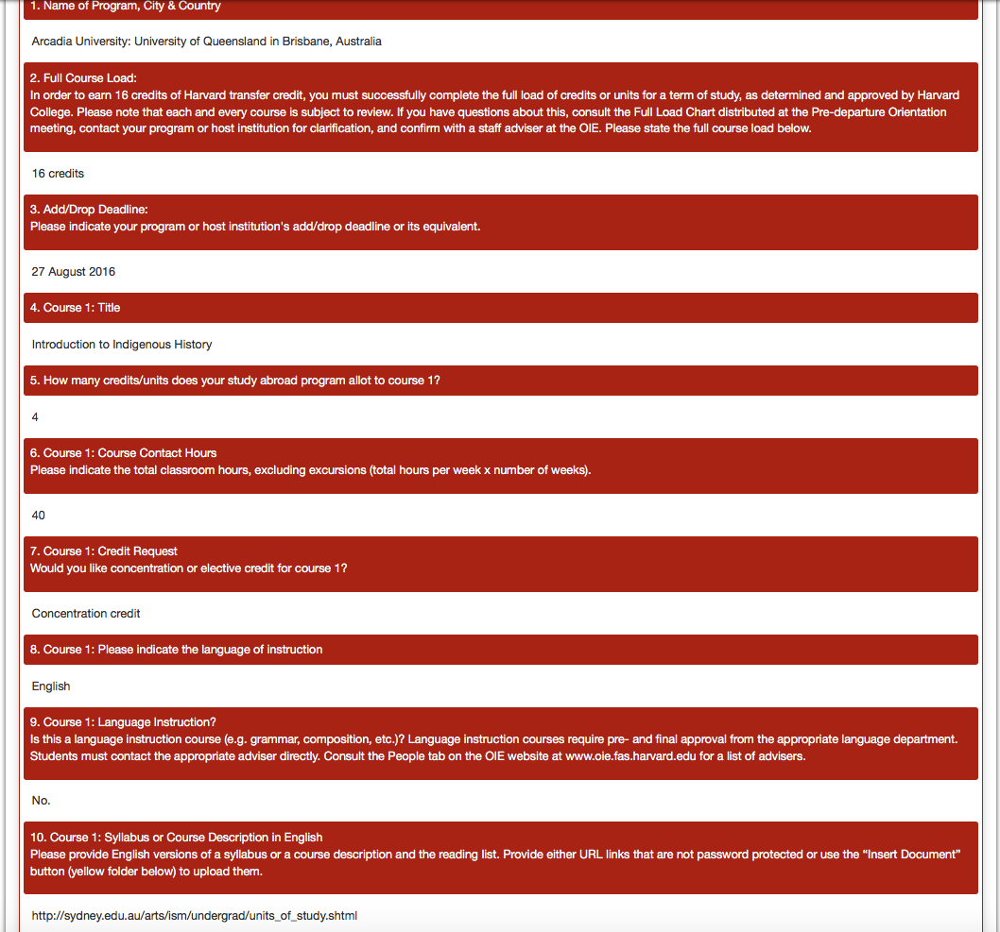 1. Name of Program, City & Country
Arcadia University: University of Queensland in Brisbane, Australia
2. Full Course Load:
In order to earn 16 credits of Harvard transfer credit, you must successfully complete the full load of credits or units for a term of study, as determined and approved by Harvard
College. Please note that each and every course is subject to review. If you have questions about this, consult the Full Load Chart distributed at the Pre-departure Orientation
meeting, contact your program or host institution for clarification, and confirm with a staff adviser at the OIE. Please state the full course load below.
16 credits
3. Add/Drop Deadline:
Please indicate your program or host institution's add/drop deadline or its equivalent.
27 August 2016
4. Course 1: Title
Introduction to Indigenous History
5. How many credits/units does your study abroad program allot to course 1?
4
6. Course 1: Course Contact Hours
Please indicate the total classroom hours, excluding excursions (total hours per week x number of weeks).
40
7. Course 1: Credit Request
Would you like concentration or elective credit for course 1?
Concentration credit
8. Course 1: Please indicate the language of instruction
English
9. Course 1: Language Instruction?
Is this a language instruction course (e.g. grammar, composition, etc.)? Language instruction courses require pre- and final approval from the appropriate language department.
Students must contact the appropriate adviser directly. Consult the People tab on the OIE website at www.oie.fas.harvard.edu for a list of advisers.
No.
10. Course 1: Syllabus or Course Description in English
Please provide English versions of a syllabus or a course description and the reading list. Provide either URL links that are not password protected or use the “Insert Document”
button (yellow folder below) to upload them.
http://sydney.edu.au/arts/ism/undergrad/units_of_study.shtml